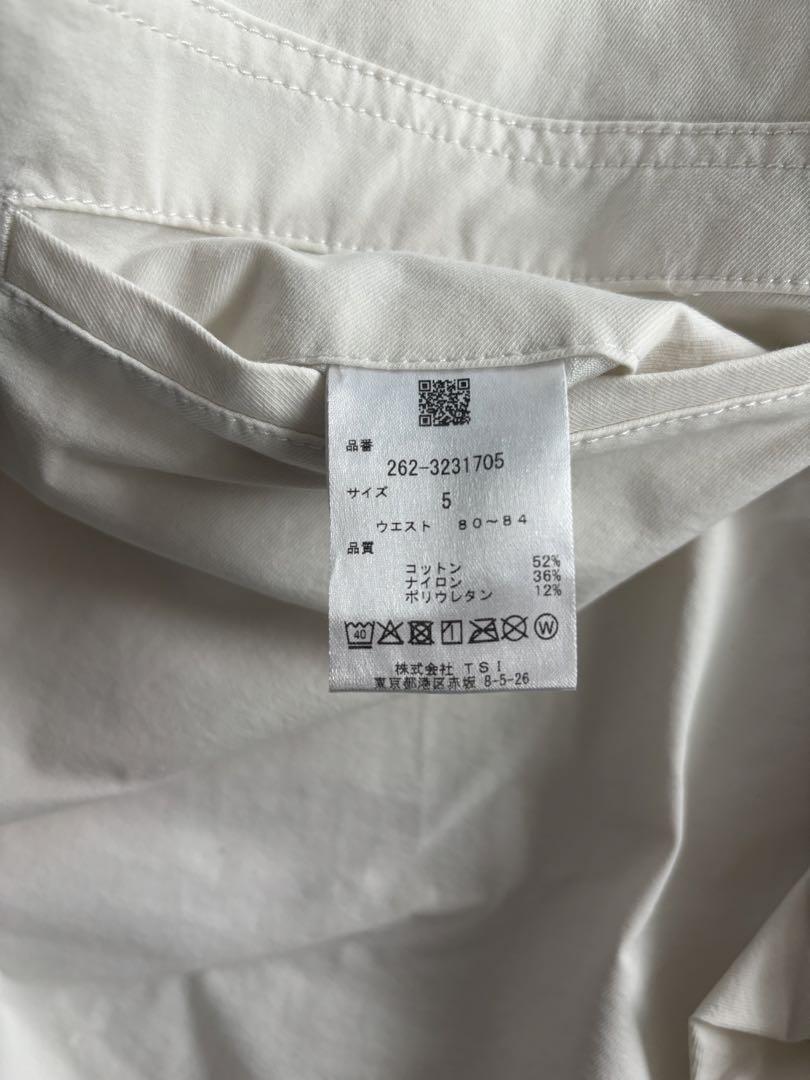 品番
262-3231705
サイズ
5
ウエスト 80～84
品質
コットン 52%
ナイロン 36%
ポリウレタン 12%
40 W
株式会社 TSI
東京都港区赤坂 8-5-26